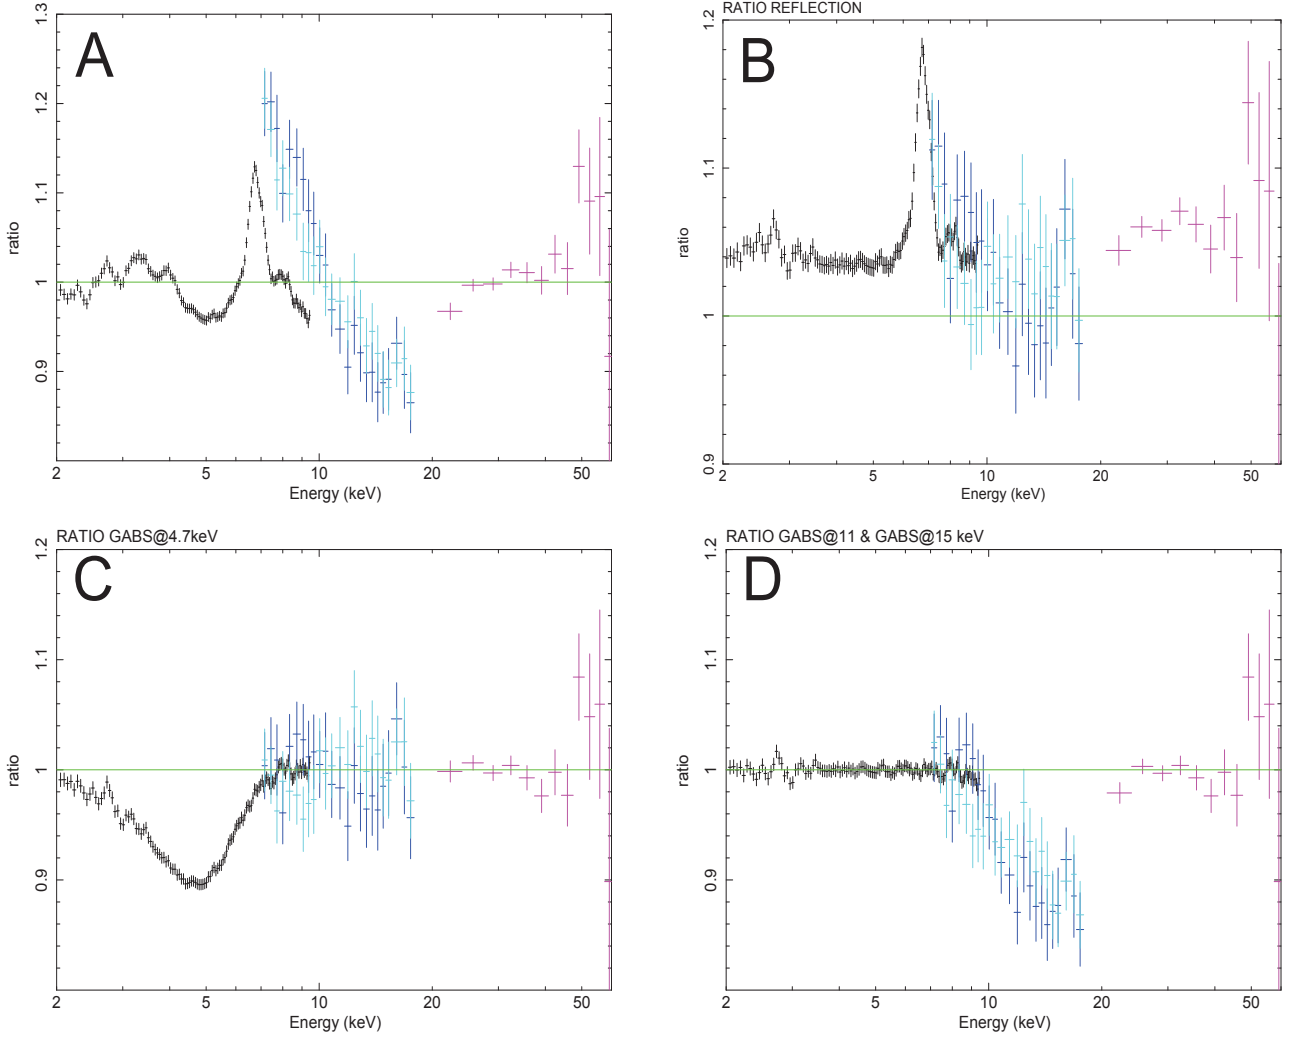 A
1.3
1.2
1.1
1
0.9
ratio
2 5 10 20 50
Energy (keV)
RATIO REFLECTION
B
1.2
1.1
1
0.9
ratio
2 5 10 20 50
Energy (keV)
RATIO GABS@4.7keV
C
1.2
1.1
1
0.9
ratio
2 5 10 20 50
Energy (keV)
RATIO GABS@11 & GABS@15 keV
D
1.2
1.1
1
0.9
ratio
2 5 10 20 50
Energy (keV)